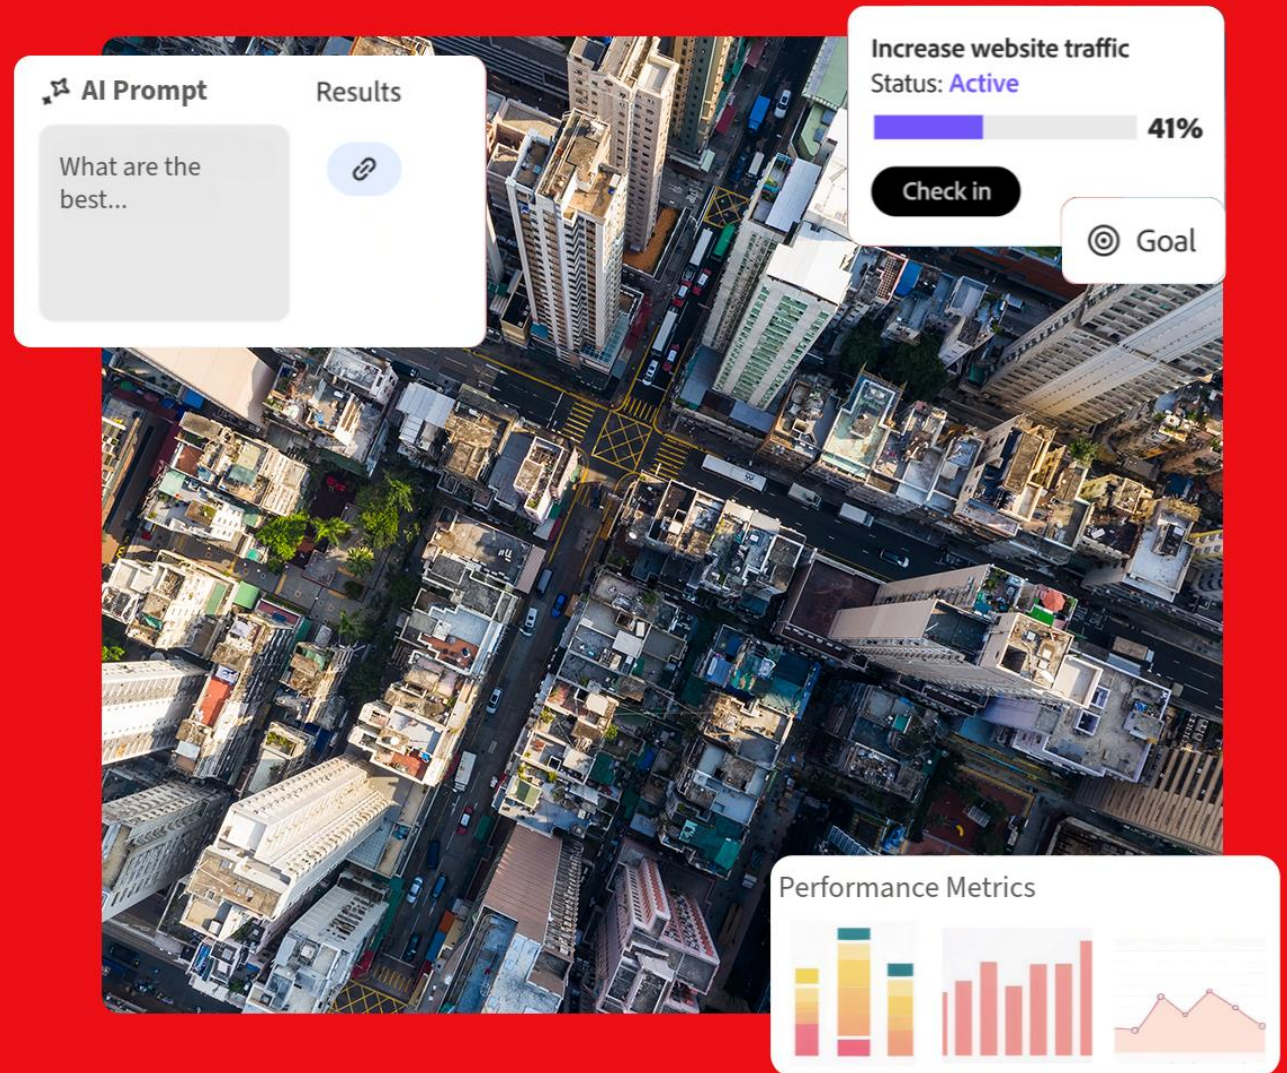 AI Prompt
Results
What are the
best...
Increase website traffic
Status: Active
41%
Check in
Goal
Performance Metrics